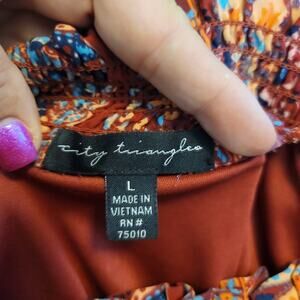 city triangles
L
MADE IN
VIETNAM
RN #
75010